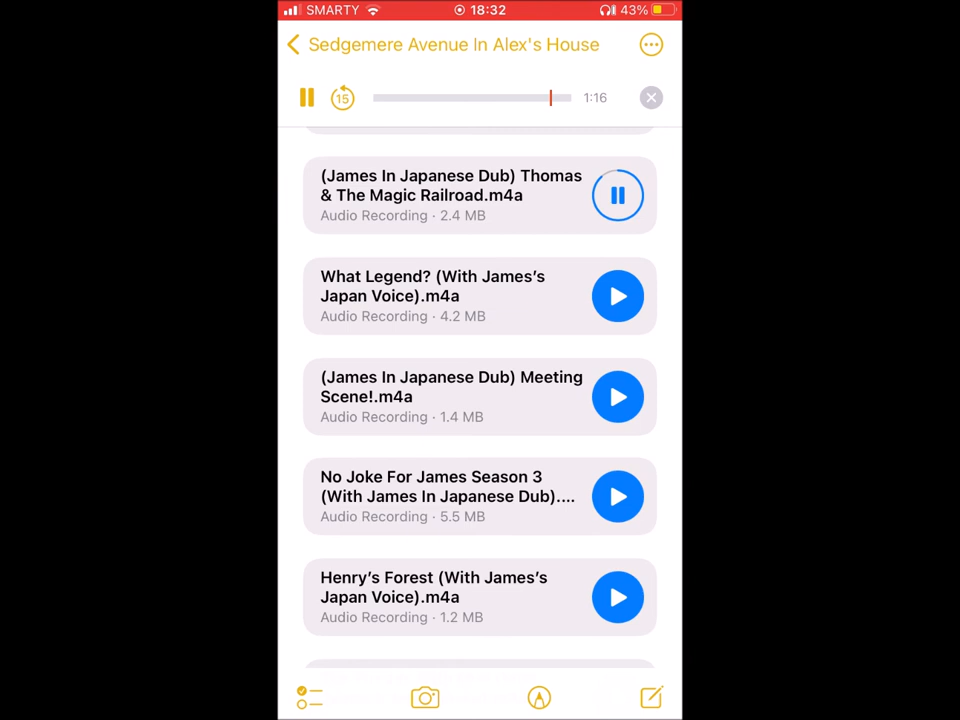 SMARTY 18:32 43%
Sedgemere Avenue In Alex's House
15 1:16
(James In Japanese Dub) Thomas
& The Magic Railroad.m4a
Audio Recording · 2.4 MB
What Legend? (With James's
Japan Voice).m4a
Audio Recording · 4.2 MB
(James In Japanese Dub) Meeting
Scene!.m4a
Audio Recording · 1.4 MB
No Joke For James Season 3
(With James In Japanese Dub)....
Audio Recording · 5.5 MB
Henry's Forest (With James's
Japan Voice).m4a
Audio Recording · 1.2 MB